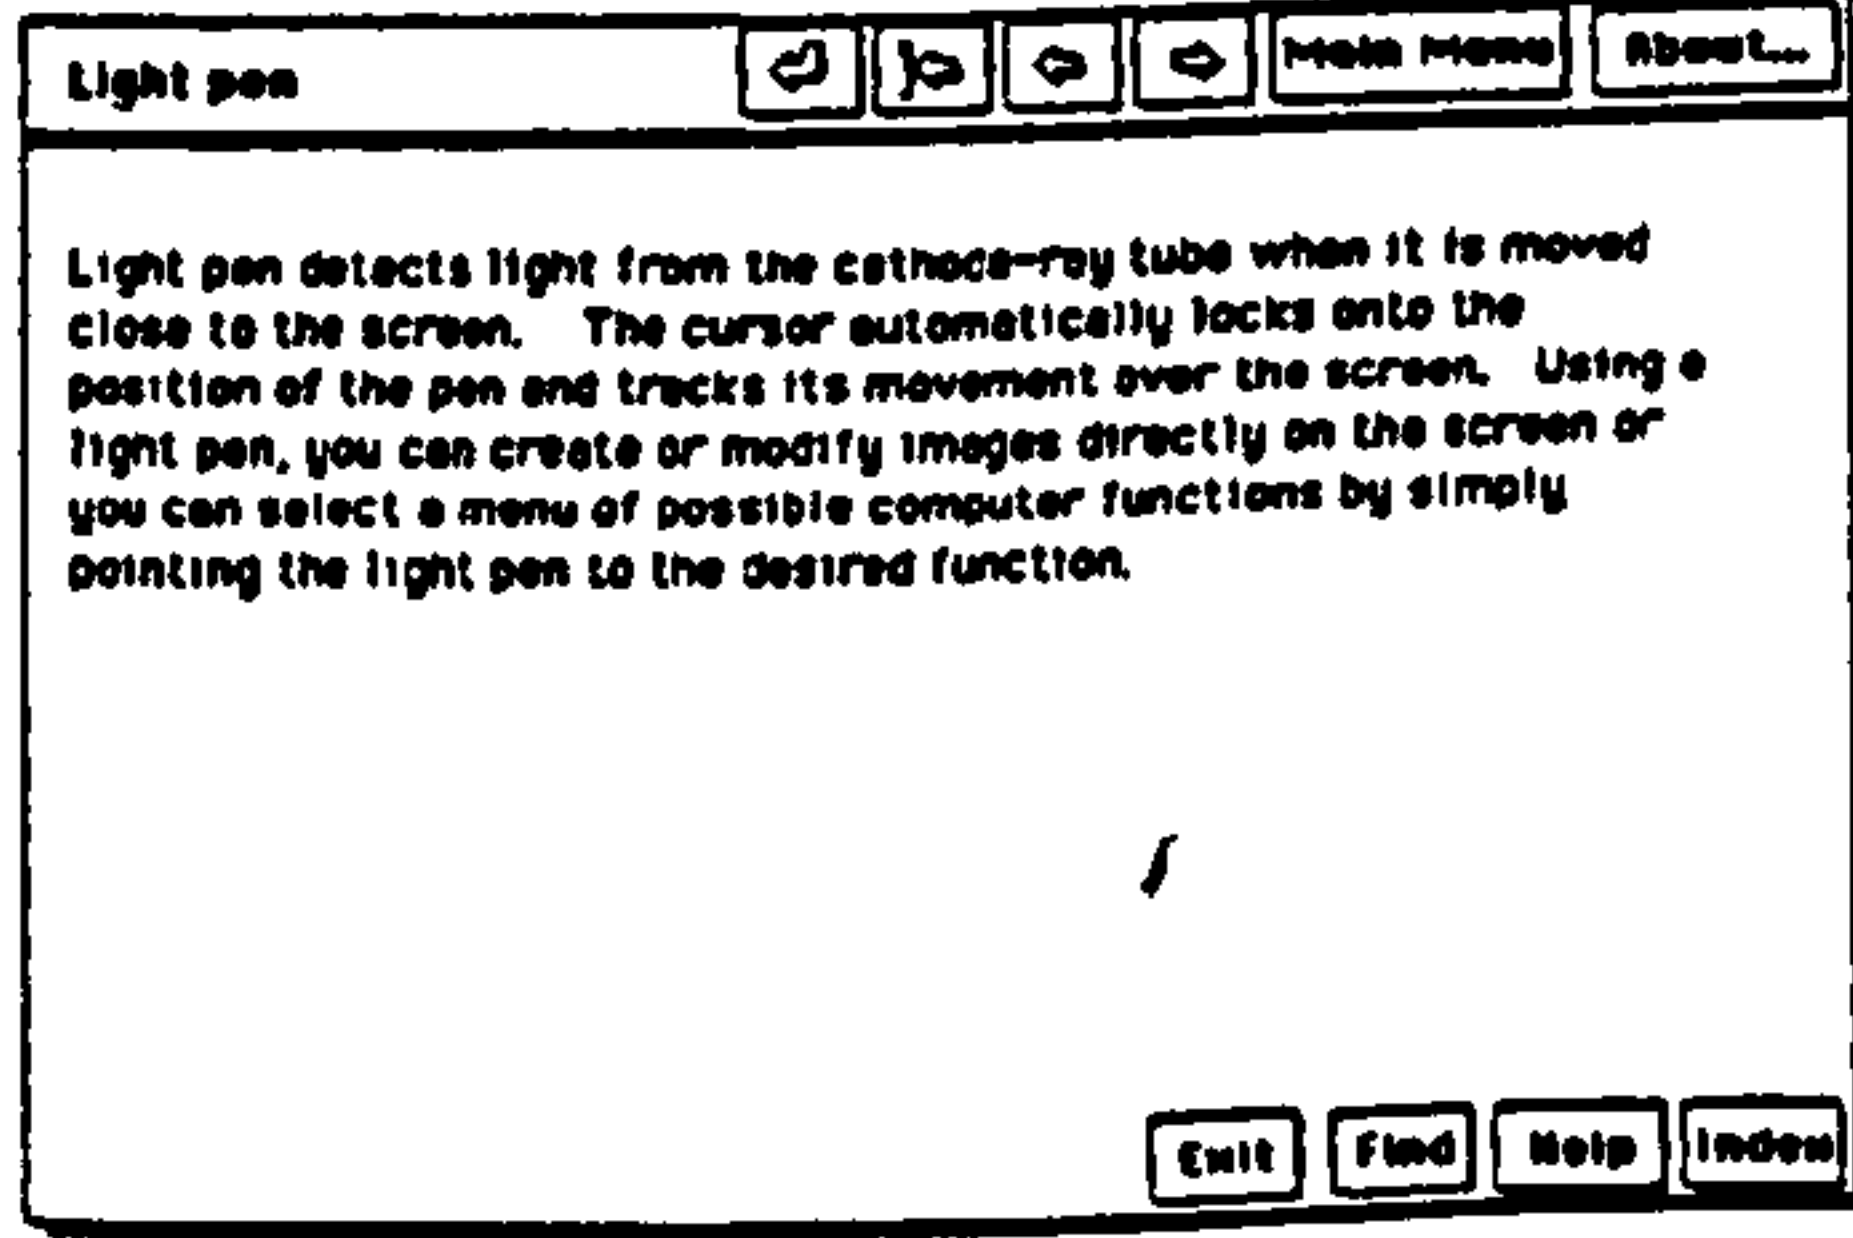 Light pen
Main Menu
About...
Light pen detects light from the cathode-ray tube when it is moved
close to the screen. The cursor automatically locks onto the
position of the pen and tracks its movement over the screen. Using a
light pen, you can create or modify images directly on the screen or
you can select a menu of possible computer functions by simply
pointing the light pen to the desired function.
Exit
Find
Help
Index